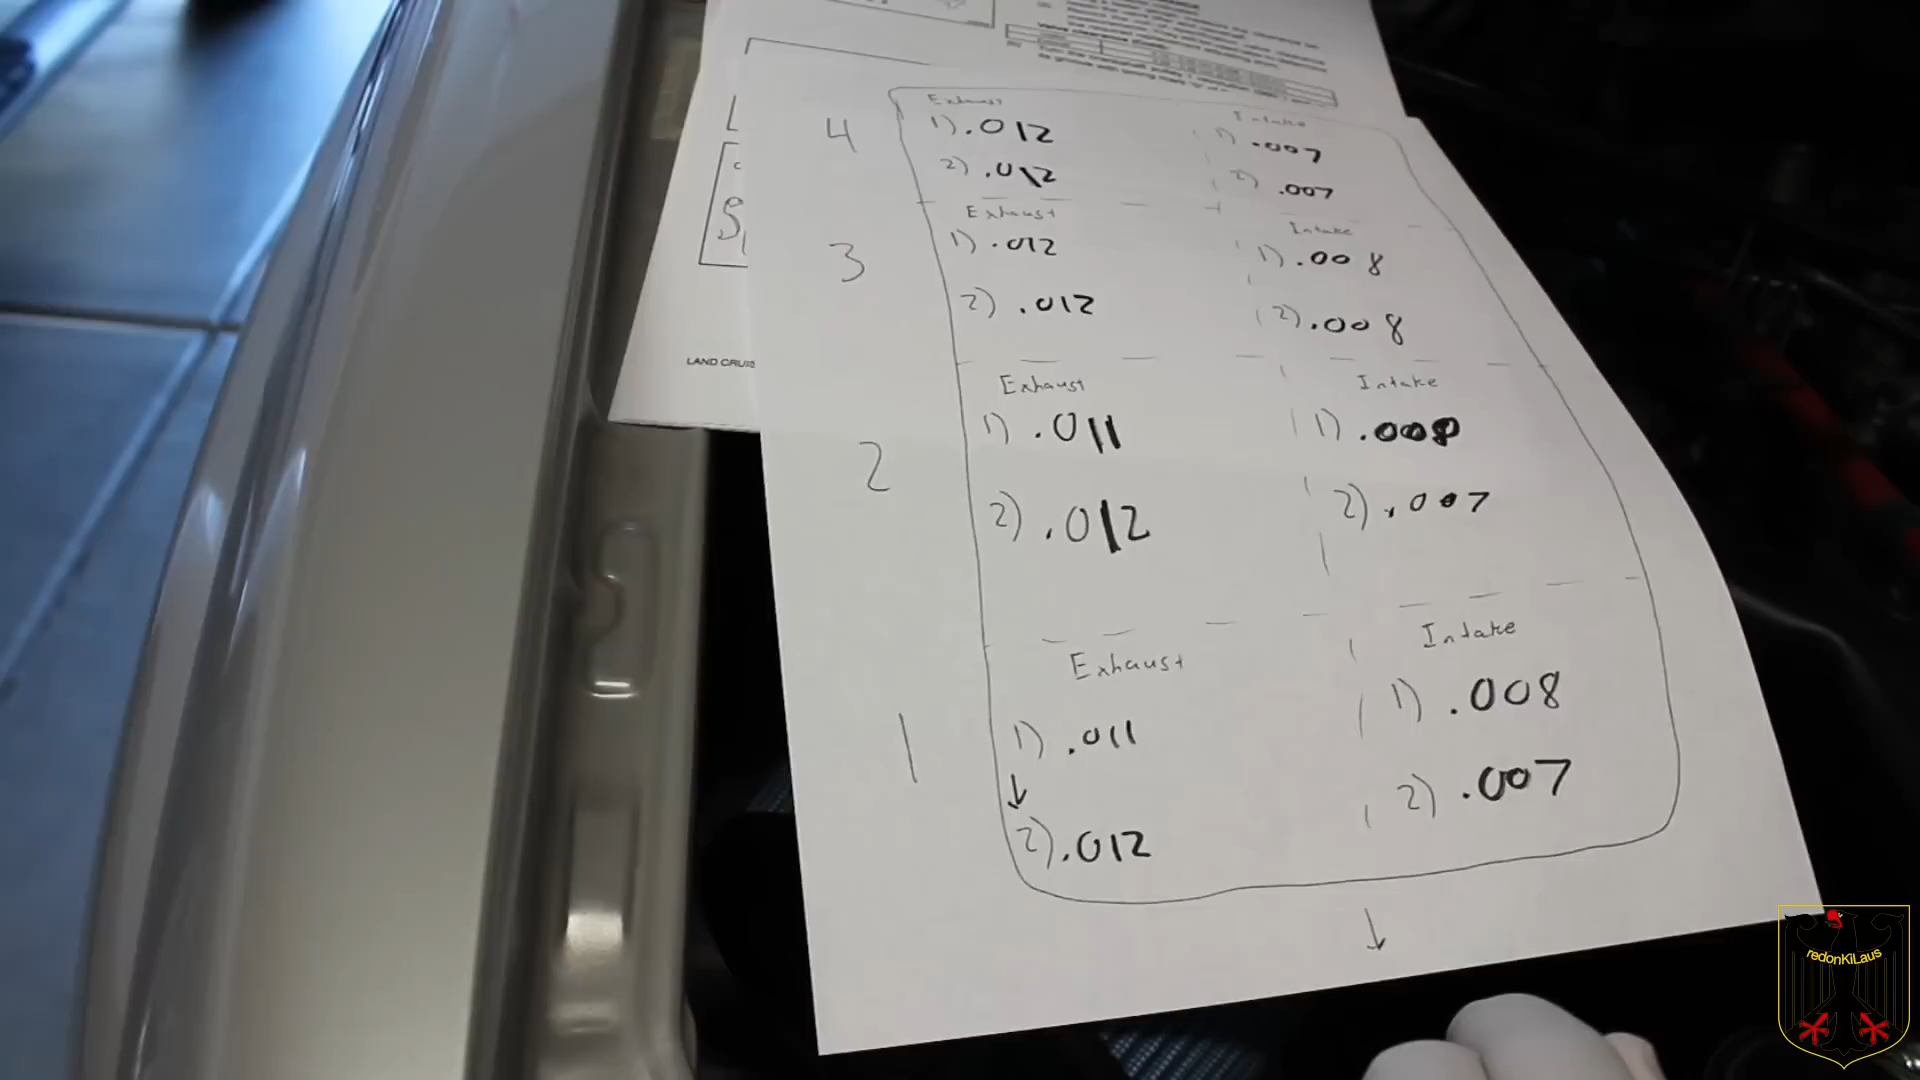 Exhaust
Intake
4
1) .012
1) .007
2) .012
2) .007
Exhaust
Intake
3
1) .012
1) .008
2) .012
2) .008
LAND CRUIS
Exhaust
Intake
2
1) .011
1) .008
2) .012
2) .007
Exhaust
Intake
1
1) .011
1) .008
↓
2) .012
2) .007
↓
redonKiLaus